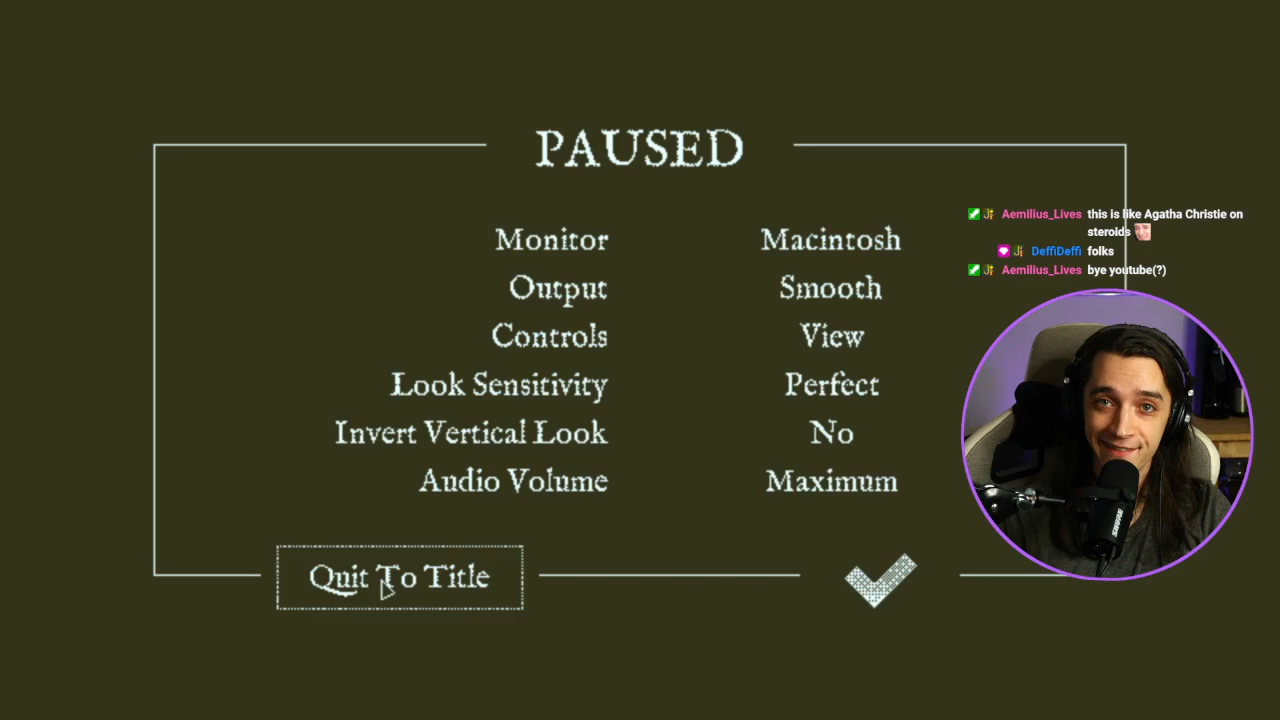 PAUSED
Monitor Macintosh
Output Smooth
Controls View
Look Sensitivity Perfect
Invert Vertical Look No
Audio Volume Maximum
Quit To Title
Aemilius_Lives this is like Agatha Christie on
steroids
DeffiDeffi folks
Aemilius_Lives bye youtube(?)
SHURE